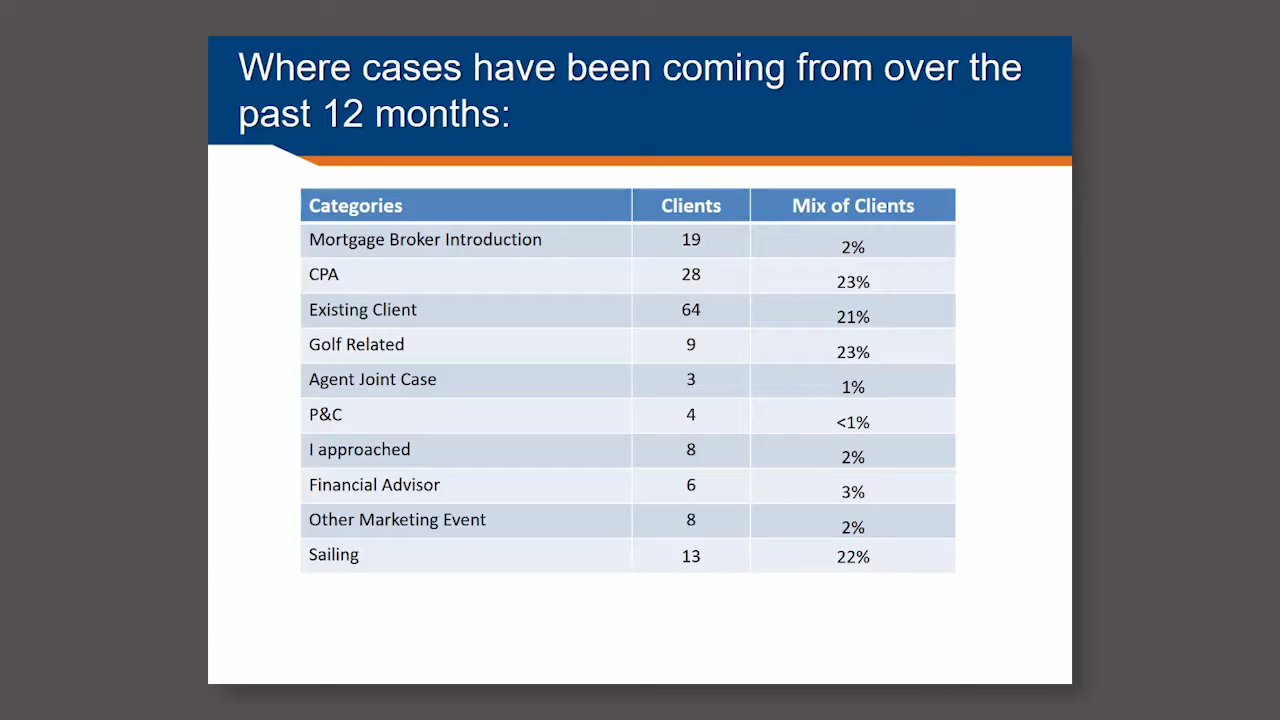 Where cases have been coming from over the
past 12 months:
Categories Clients Mix of Clients
Mortgage Broker Introduction 19 2%
CPA 28 23%
Existing Client 64 21%
Golf Related 9 23%
Agent Joint Case 3 1%
P&C 4 <1%
I approached 8 2%
Financial Advisor 6 3%
Other Marketing Event 8 2%
Sailing 13 22%